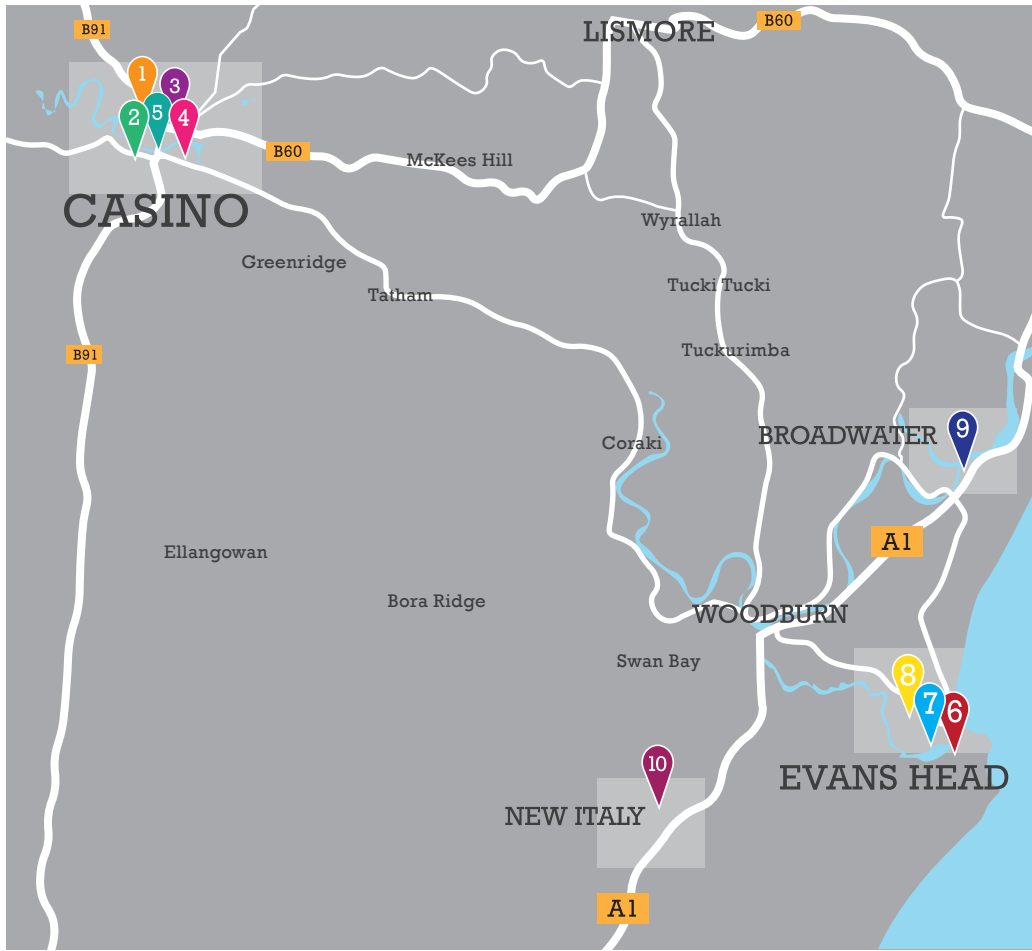 B91
LISMORE
B60
1
3
2
5
4
B60
McKees Hill
CASINO
Wyrallah
Greenridge
Tucki Tucki
Tatham
B91
Tuckurimba
9
BROADWATER
Coraki
A1
Ellangowan
Bora Ridge
WOODBURN
Swan Bay
8
7
6
10
EVANS HEAD
NEW ITALY
A1